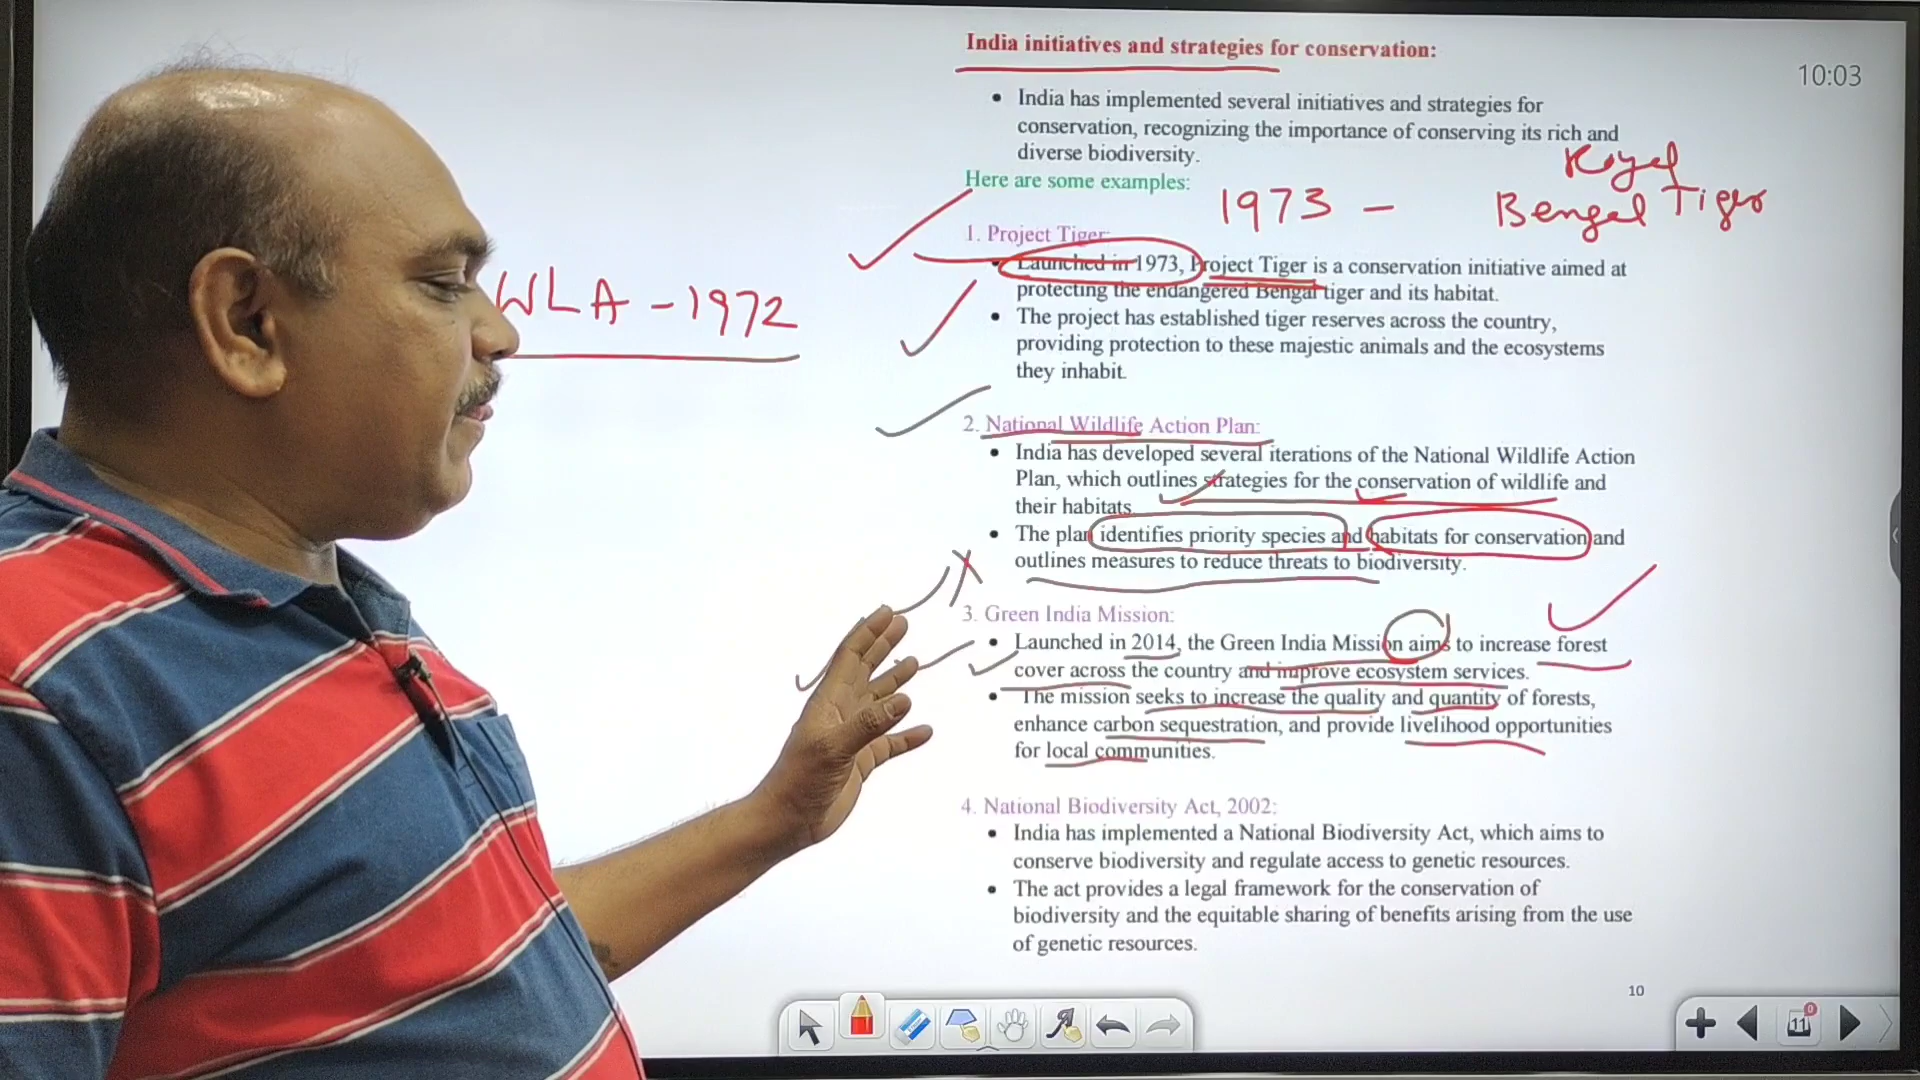 India initiatives and strategies for conservation:
10:03
• India has implemented several initiatives and strategies for
conservation, recognizing the importance of conserving its rich and
diverse biodiversity.
Here are some examples:
1973 -
Royal
Bengal Tiger
1. Project Tiger:
• Launched in 1973, Project Tiger is a conservation initiative aimed at
protecting the endangered Bengal tiger and its habitat.
• The project has established tiger reserves across the country,
providing protection to these majestic animals and the ecosystems
they inhabit.
WLA - 1972
2. National Wildlife Action Plan:
• India has developed several iterations of the National Wildlife Action
Plan, which outlines strategies for the conservation of wildlife and
their habitats.
• The plan identifies priority species and habitats for conservation and
outlines measures to reduce threats to biodiversity.
3. Green India Mission:
• Launched in 2014, the Green India Mission aims to increase forest
cover across the country and improve ecosystem services.
• The mission seeks to increase the quality and quantity of forests,
enhance carbon sequestration, and provide livelihood opportunities
for local communities.
4. National Biodiversity Act, 2002:
• India has implemented a National Biodiversity Act, which aims to
conserve biodiversity and regulate access to genetic resources.
• The act provides a legal framework for the conservation of
biodiversity and the equitable sharing of benefits arising from the use
of genetic resources.
10
11
0